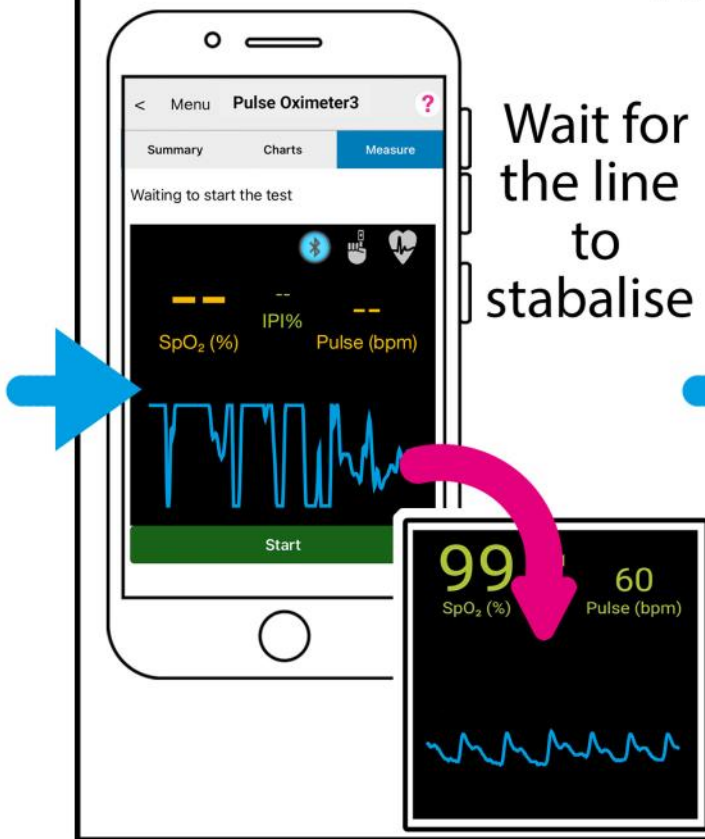 < Menu Pulse Oximeter3 ?
Summary Charts Measure
Waiting to start the test
-- -- --
SpO₂ (%) IPI% Pulse (bpm)
Start
Wait for
the line
to
stabalise
99 60
SpO₂ (%) Pulse (bpm)